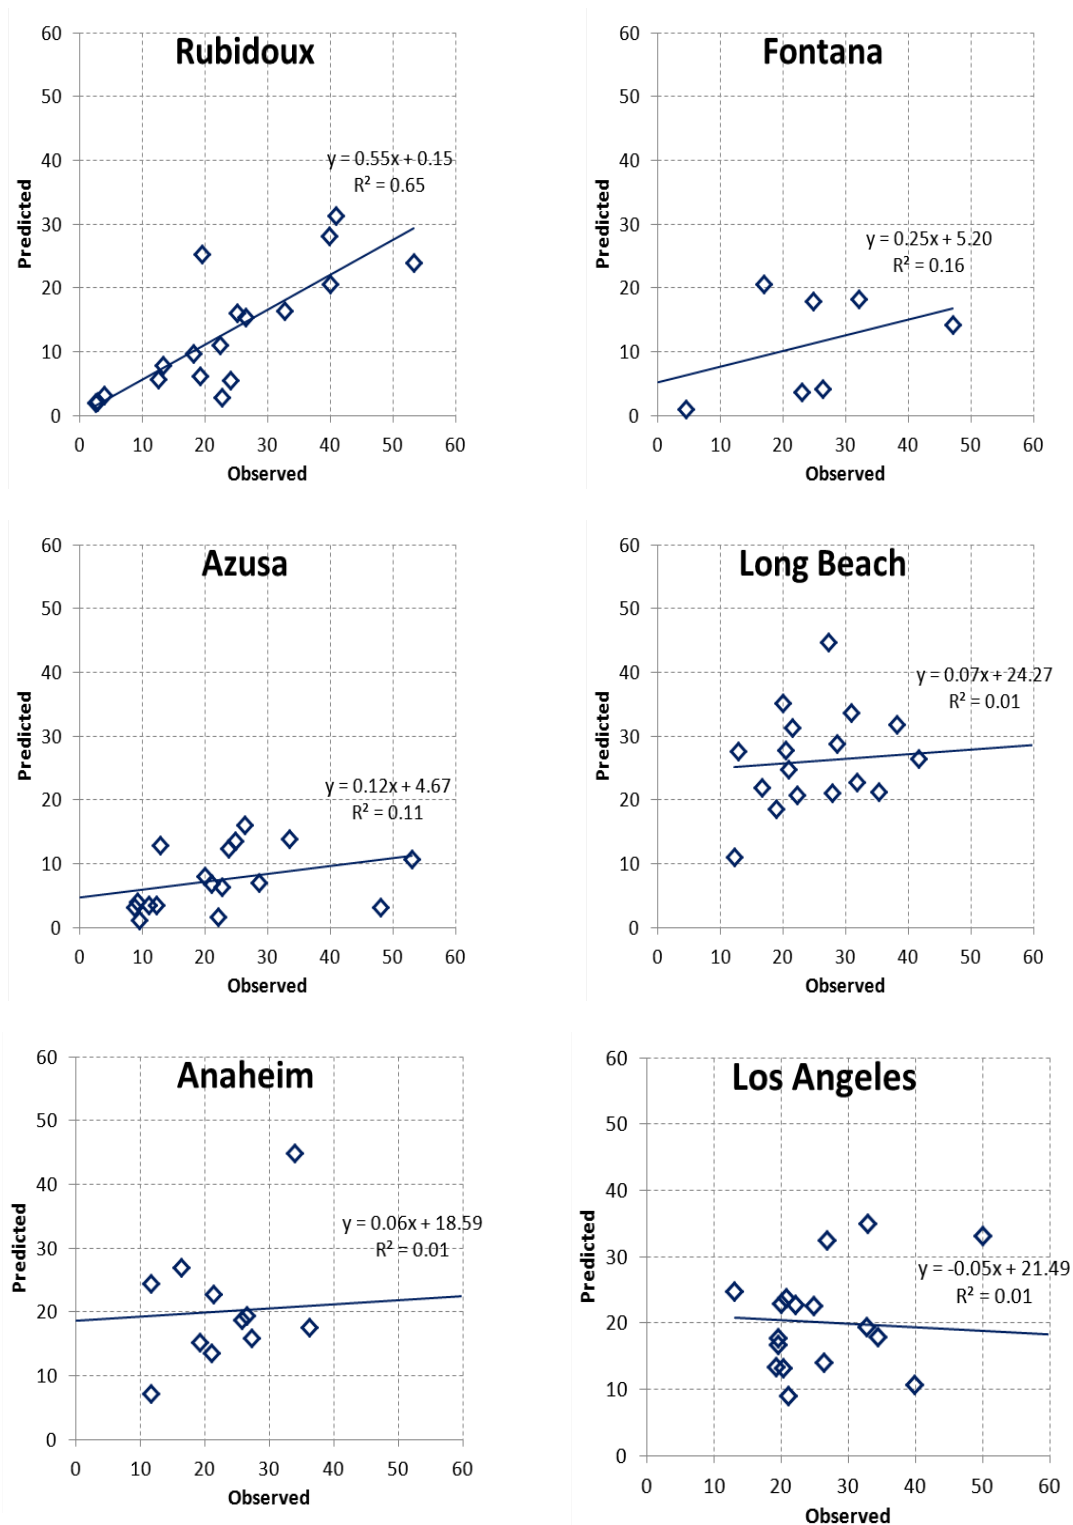 Rubidoux
60
50
40
30
20
10
0
Predicted
y = 0.55x + 0.15
R² = 0.65
0 10 20 30 40 50 60
Observed
Fontana
60
50
40
30
20
10
0
Predicted
y = 0.25x + 5.20
R² = 0.16
0 10 20 30 40 50 60
Observed
Azusa
60
50
40
30
20
10
0
Predicted
y = 0.12x + 4.67
R² = 0.11
0 10 20 30 40 50 60
Observed
Long Beach
60
50
40
30
20
10
0
Predicted
y = 0.07x + 24.27
R² = 0.01
0 10 20 30 40 50 60
Observed
Anaheim
60
50
40
30
20
10
0
Predicted
y = 0.06x + 18.59
R² = 0.01
0 10 20 30 40 50 60
Observed
Los Angeles
60
50
40
30
20
10
0
Predicted
y = -0.05x + 21.49
R² = 0.01
0 10 20 30 40 50 60
Observed